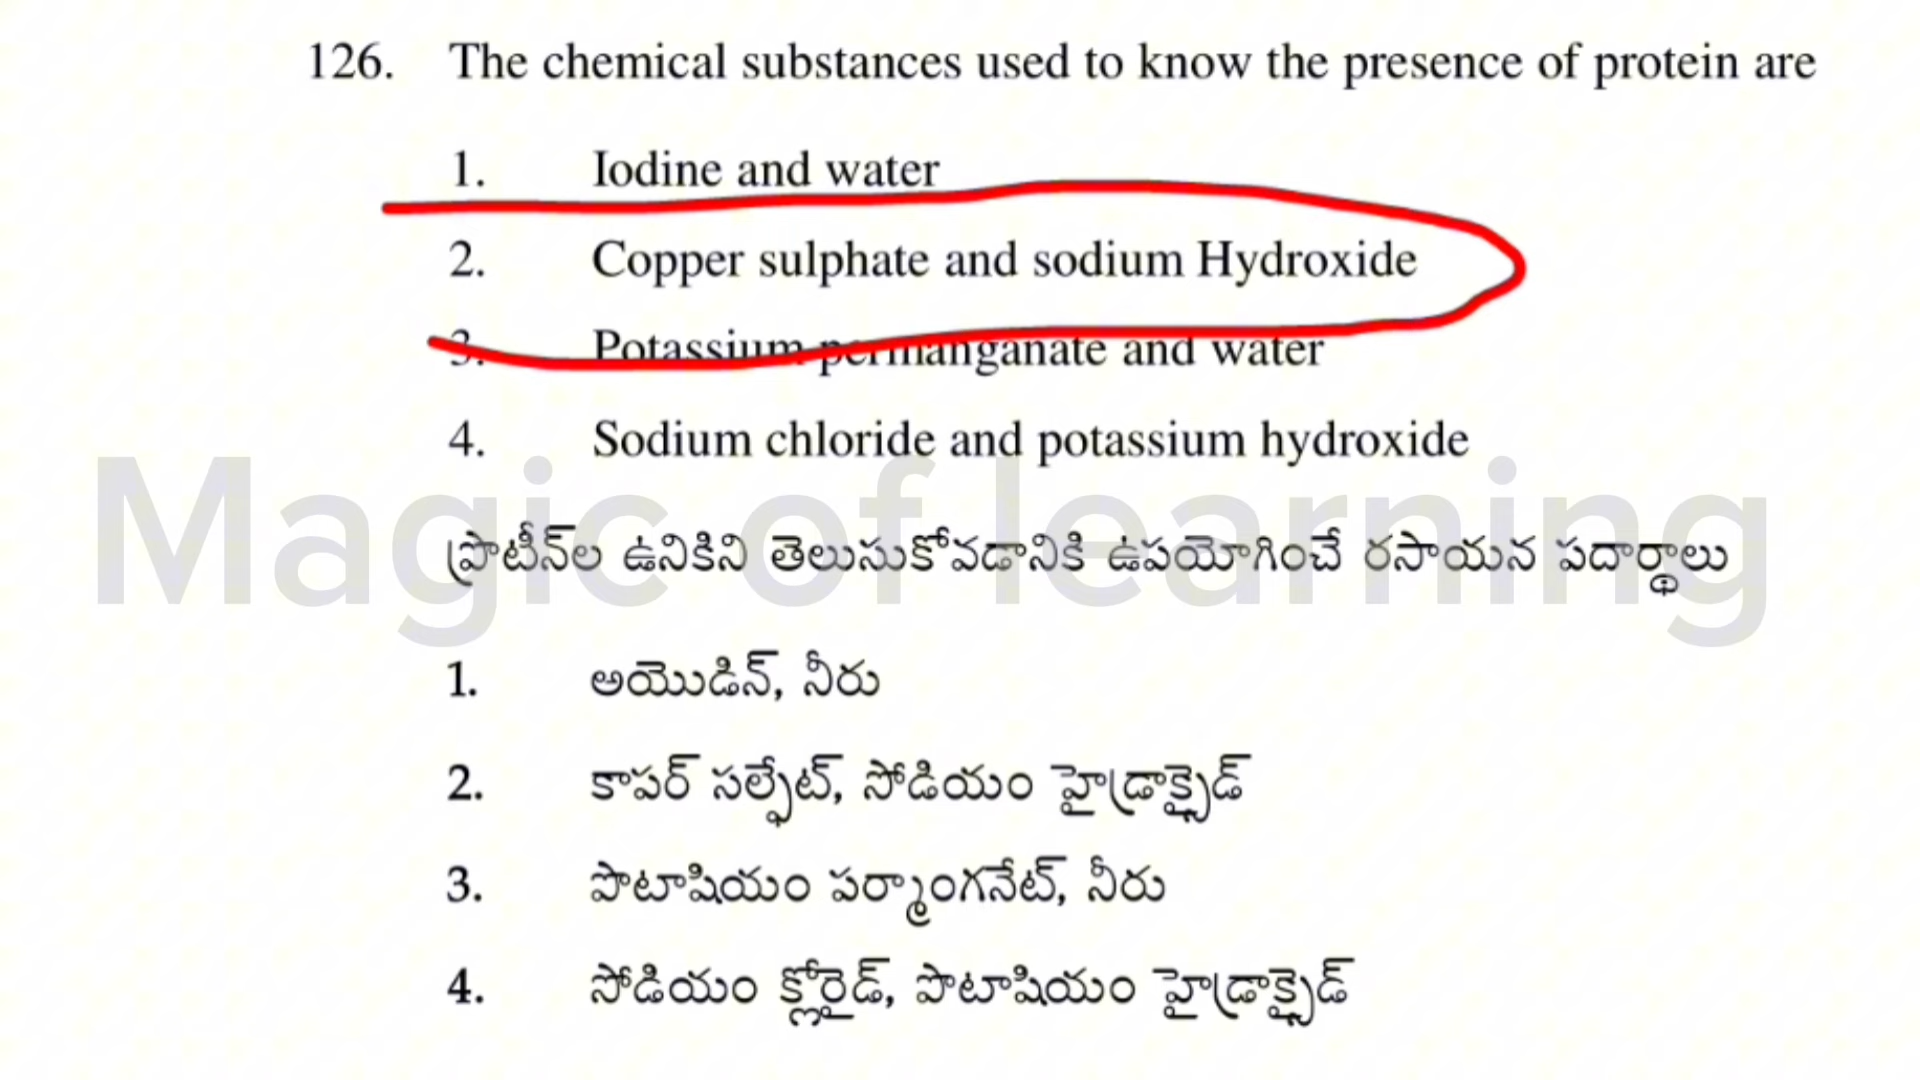 126. The chemical substances used to know the presence of protein are
1. Iodine and water
2. Copper sulphate and sodium Hydroxide
3. Potassium permanganate and water
4. Sodium chloride and potassium hydroxide
Magic of learning
ప్రొటీన్‌ల ఉనికిని తెలుసుకోవడానికి ఉపయోగించే రసాయన పదార్థాలు
1. అయొడిన్, నీరు
2. కాపర్ సల్ఫేట్, సోడియం హైడ్రాక్సైడ్
3. పొటాషియం పర్మాంగనేట్, నీరు
4. సోడియం క్లోరైడ్, పొటాషియం హైడ్రాక్సైడ్